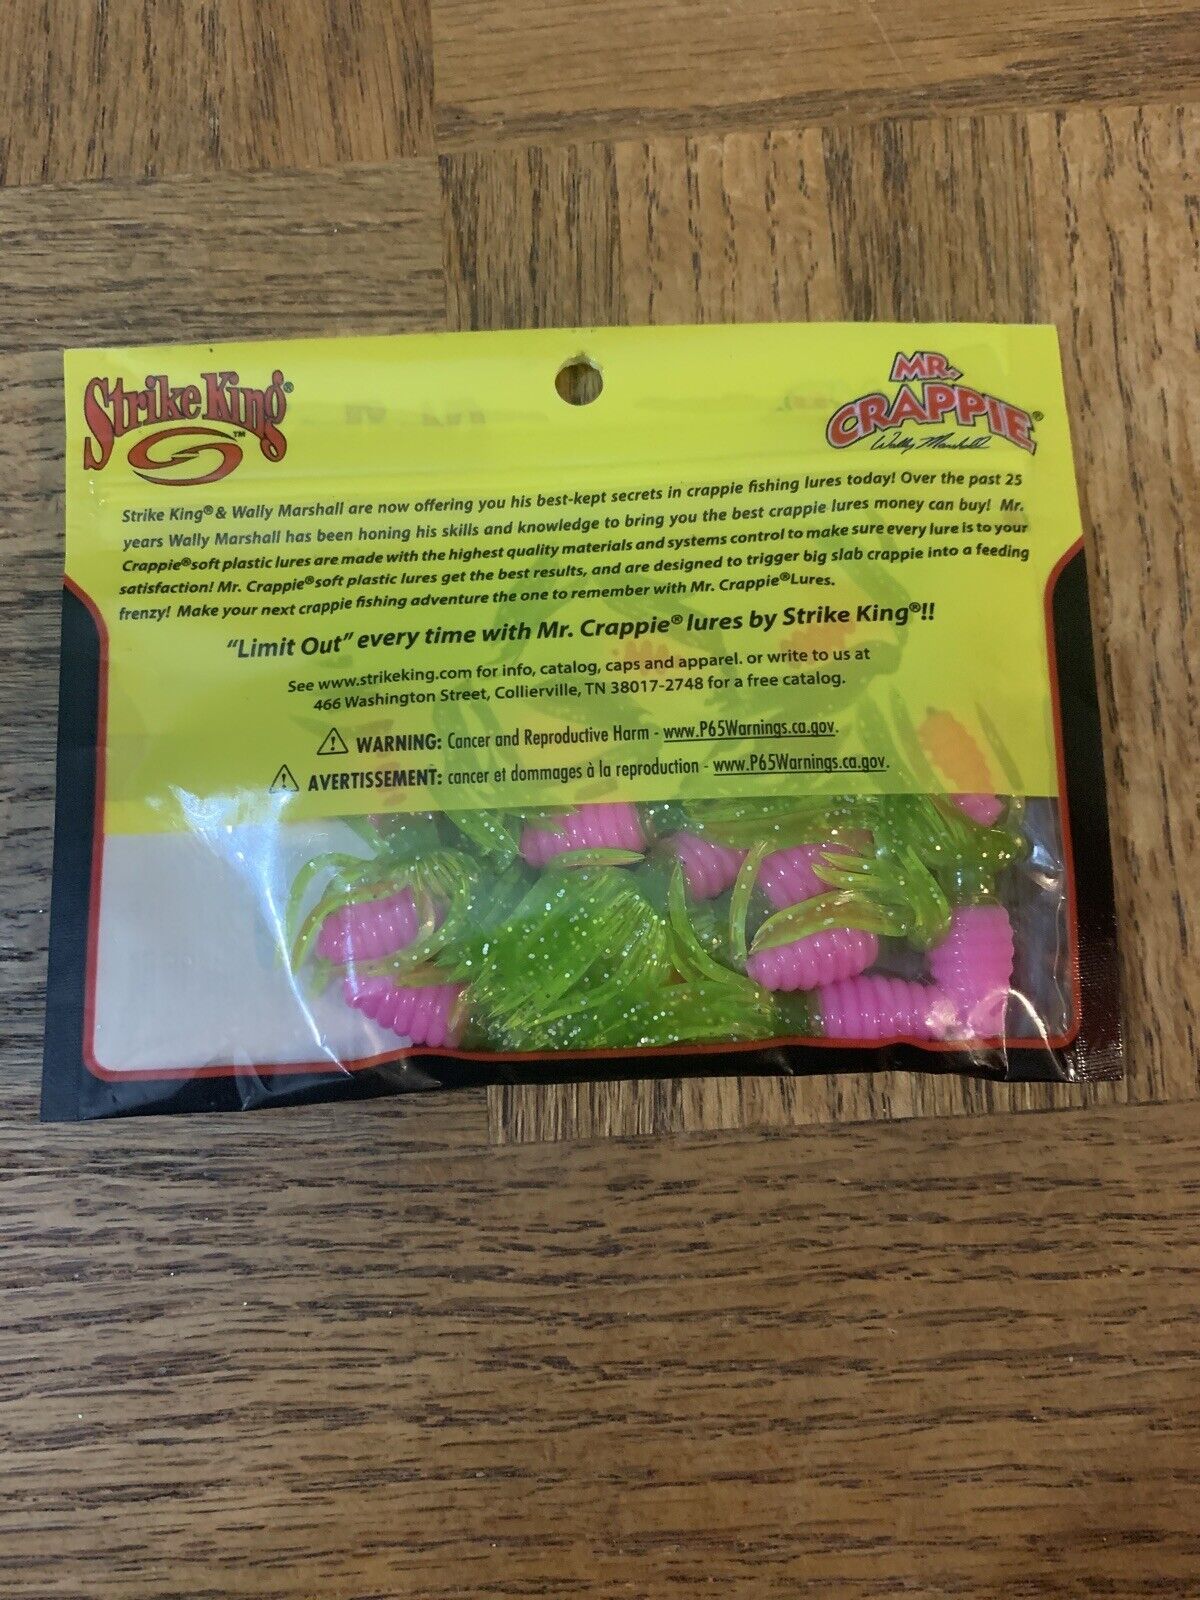 Strike King®
™
MR.
CRAPPIE®
Wally Marshall
Strike King® & Wally Marshall are now offering you his best-kept secrets in crappie fishing lures today! Over the past 25
years Wally Marshall has been honing his skills and knowledge to bring you the best crappie lures money can buy! Mr.
Crappie® soft plastic lures are made with the highest quality materials and systems control to make sure every lure is to your
satisfaction! Mr. Crappie® soft plastic lures get the best results, and are designed to trigger big slab crappie into a feeding
frenzy! Make your next crappie fishing adventure the one to remember with Mr. Crappie® Lures.
“Limit Out” every time with Mr. Crappie® lures by Strike King®!!
See www.strikeking.com for info, catalog, caps and apparel. or write to us at
466 Washington Street, Collierville, TN 38017-2748 for a free catalog.
WARNING: Cancer and Reproductive Harm - www.P65Warnings.ca.gov.
AVERTISSEMENT: cancer et dommages à la reproduction - www.P65Warnings.ca.gov.